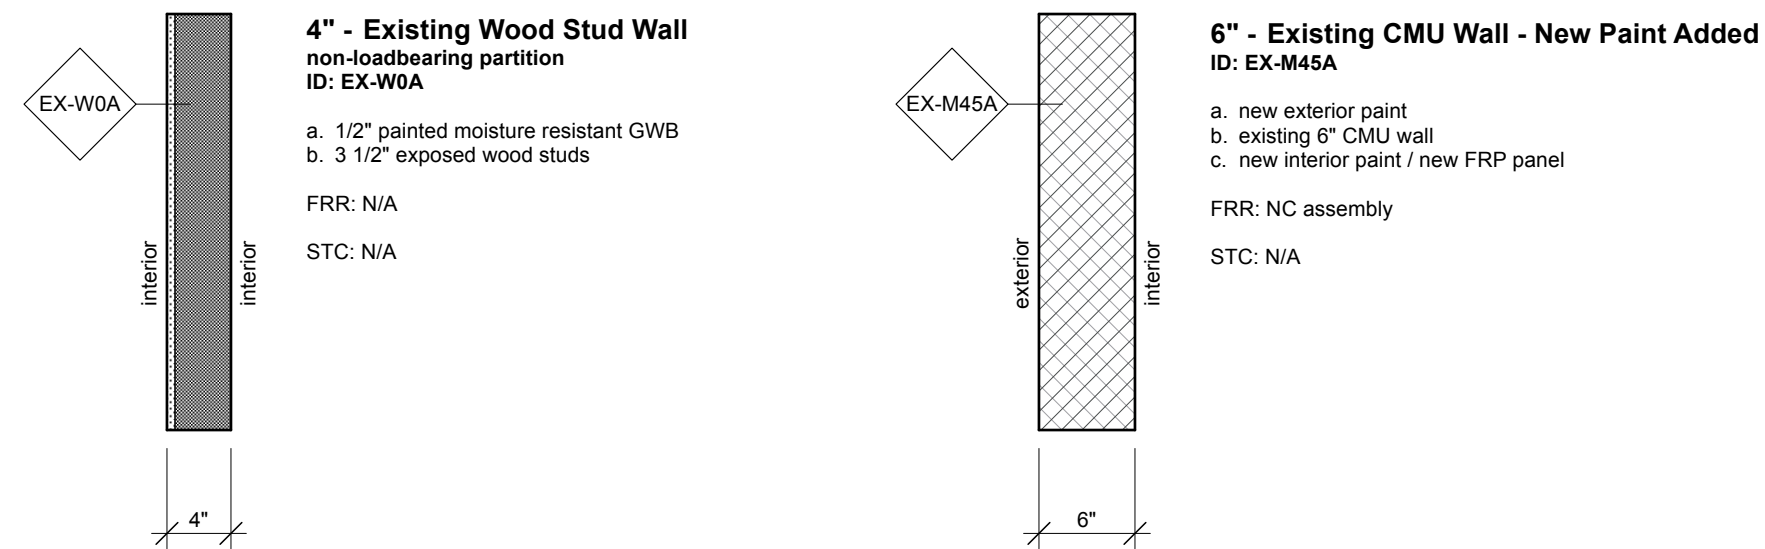 4" - Existing Wood Stud Wall
non-loadbearing partition
ID: EX-W0A
EX-W0A
a. 1/2" painted moisture resistant GWB
b. 3 1/2" exposed wood studs
FRR: N/A
STC: N/A
interior
interior
4"
6" - Existing CMU Wall - New Paint Added
ID: EX-M45A
EX-M45A
a. new exterior paint
b. existing 6" CMU wall
c. new interior paint / new FRP panel
FRR: NC assembly
STC: N/A
exterior
interior
6"